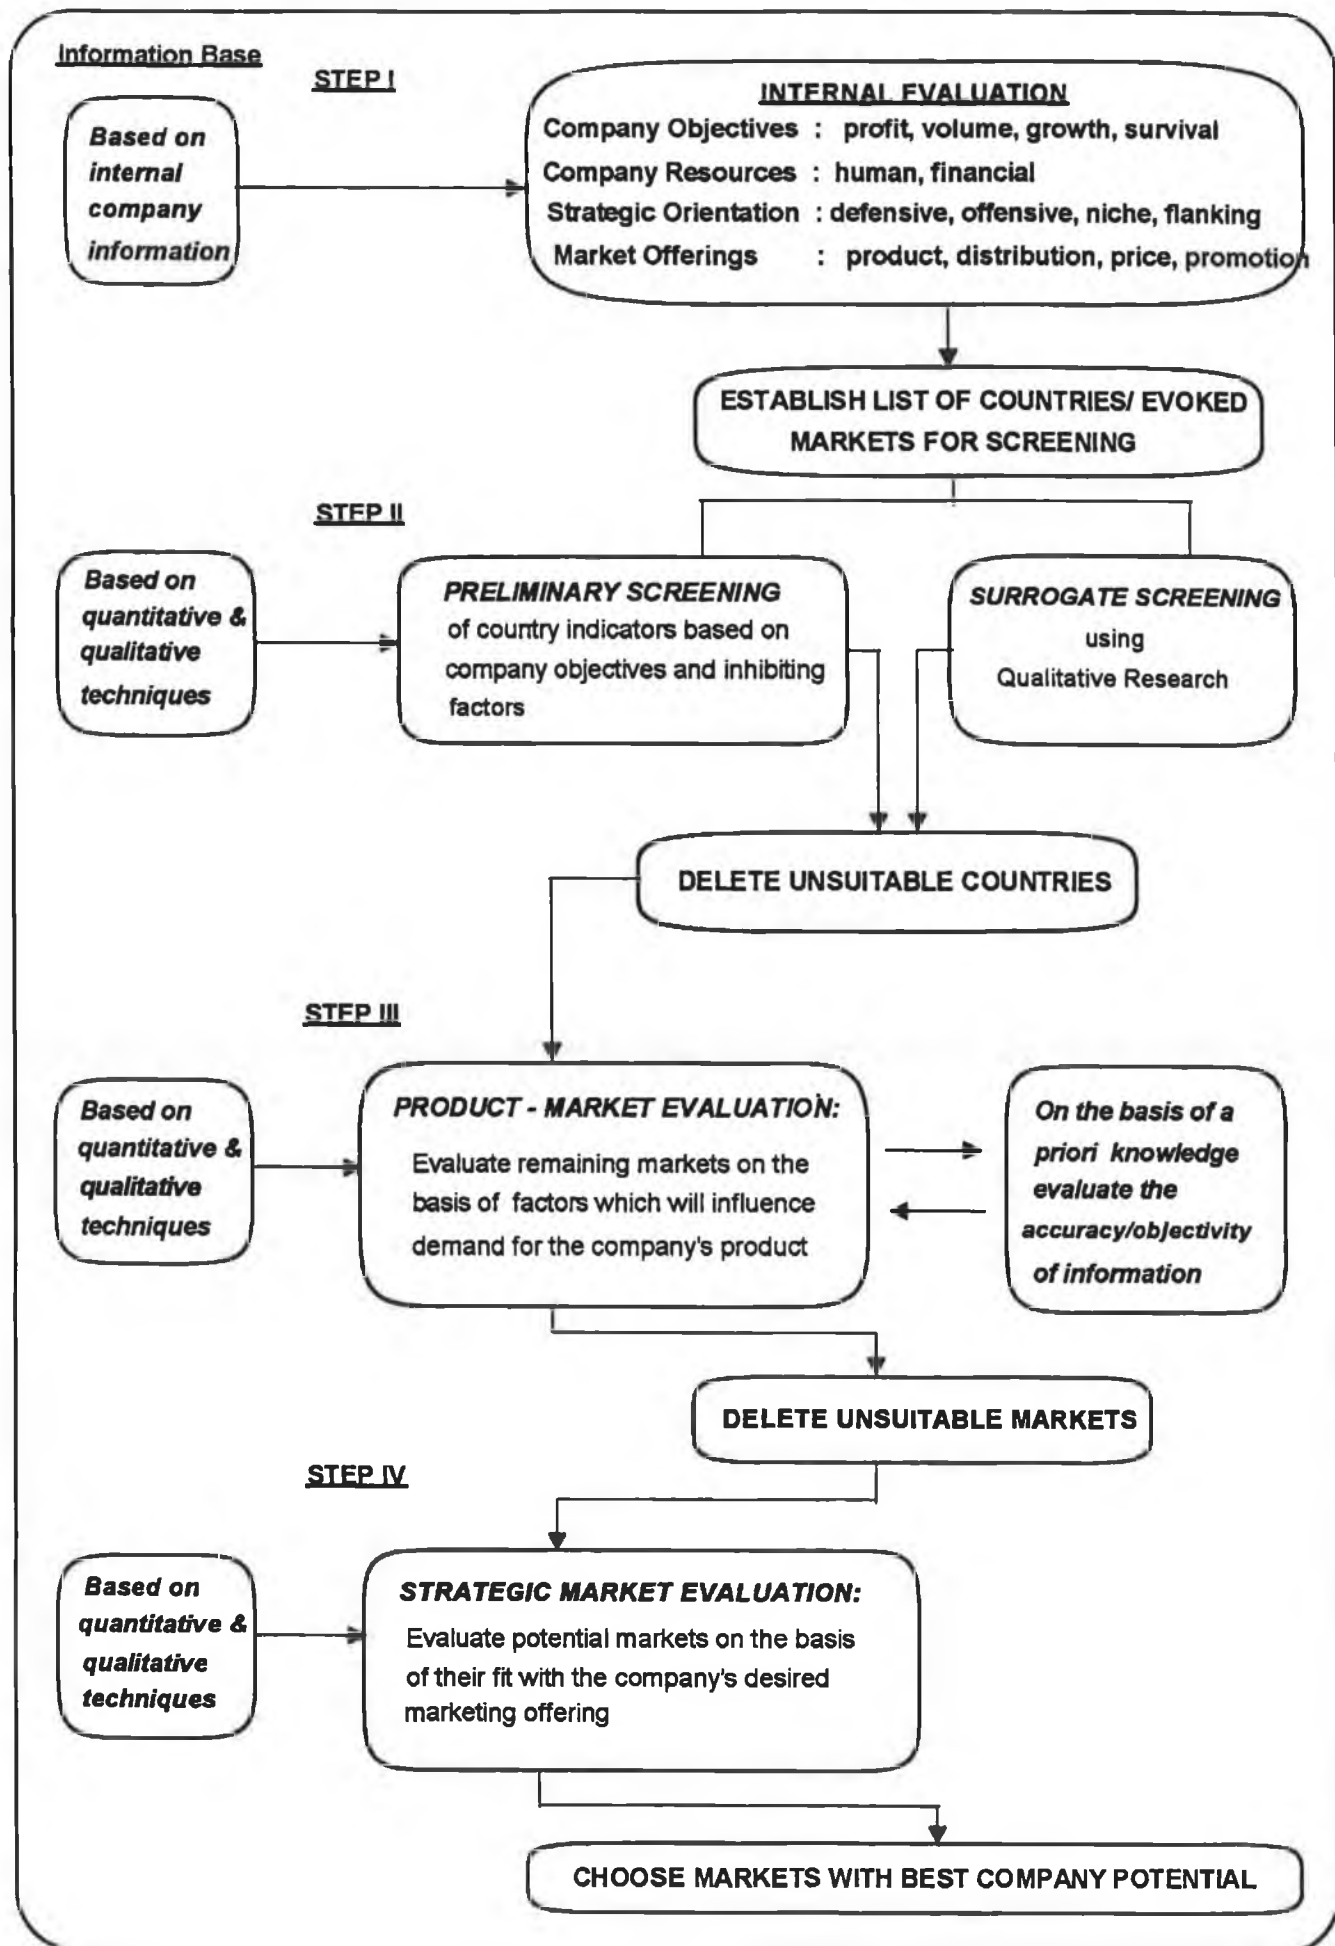 Information Base
STEP I
Based on
internal
company
information
INTERNAL EVALUATION
Company Objectives : profit, volume, growth, survival
Company Resources : human, financial
Strategic Orientation : defensive, offensive, niche, flanking
Market Offerings : product, distribution, price, promotion
ESTABLISH LIST OF COUNTRIES/ EVOKED
MARKETS FOR SCREENING
STEP II
Based on
quantitative &
qualitative
techniques
PRELIMINARY SCREENING
of country indicators based on
company objectives and inhibiting
factors
SURROGATE SCREENING
using
Qualitative Research
DELETE UNSUITABLE COUNTRIES
STEP III
Based on
quantitative &
qualitative
techniques
PRODUCT - MARKET EVALUATION:
Evaluate remaining markets on the
basis of factors which will influence
demand for the company's product
On the basis of a
priori knowledge
evaluate the
accuracy/objectivity
of information
DELETE UNSUITABLE MARKETS
STEP IV
Based on
quantitative &
qualitative
techniques
STRATEGIC MARKET EVALUATION:
Evaluate potential markets on the basis
of their fit with the company's desired
marketing offering
CHOOSE MARKETS WITH BEST COMPANY POTENTIAL